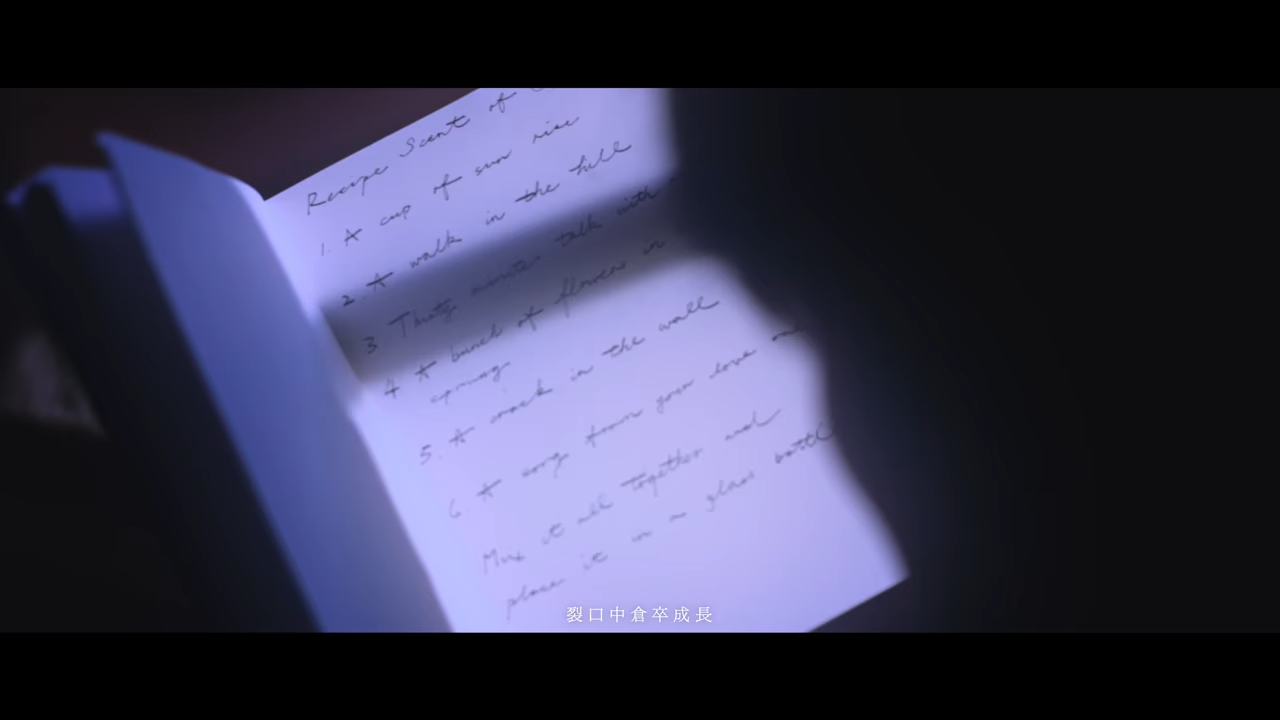 Recipe Scent of
1. A cup of sun rise
2. A walk in the hill
3 Thirty minutes talk with
4 A bunch of flowers in
spring
5. A crack in the wall
6. A song from your love one
Mix it all together and
place it in a glass bottle
裂口中倉卒成長